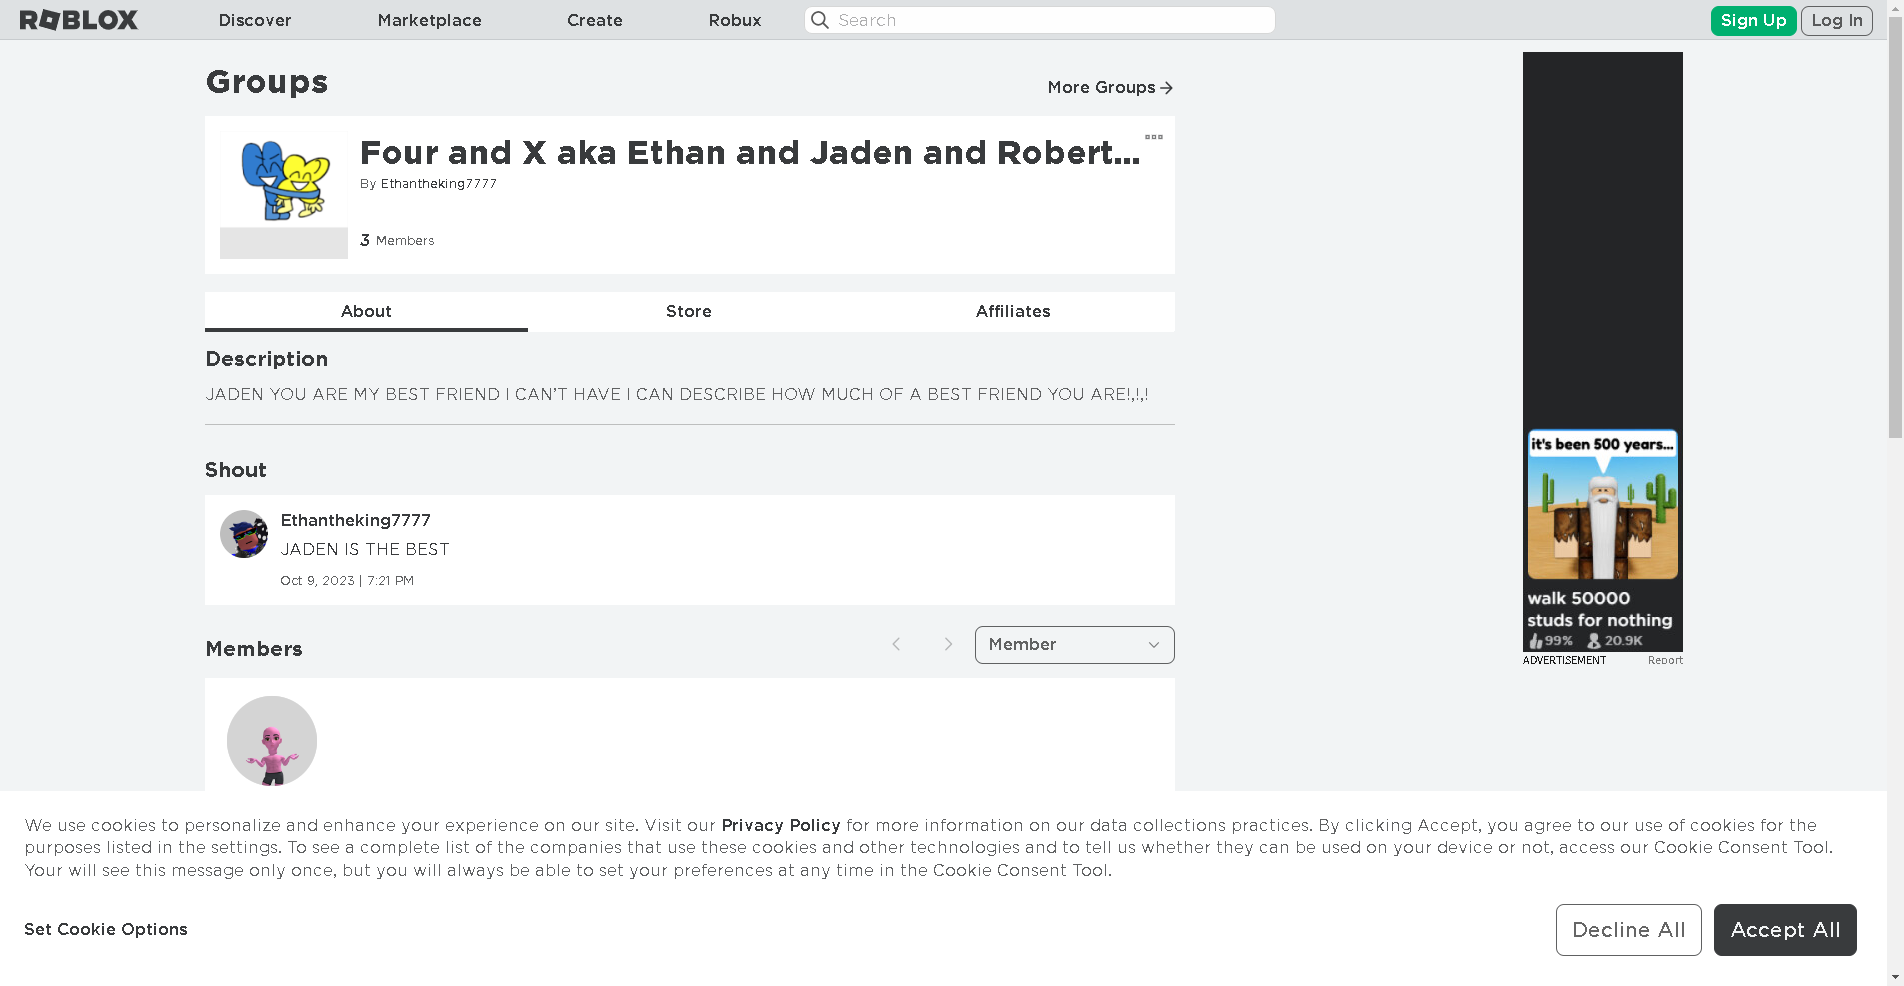 ROBLOX
Discover
Marketplace
Create
Robux
Search
Sign Up
Log In
Groups
More Groups
Four and X aka Ethan and Jaden and Robert...
By Ethantheking7777
3 Members
About
Store
Affiliates
Description
JADEN YOU ARE MY BEST FRIEND I CAN'T HAVE I CAN DESCRIBE HOW MUCH OF A BEST FRIEND YOU ARE!,!,!
Shout
Ethantheking7777
JADEN IS THE BEST
Oct 9, 2023 | 7:21 PM
Members
Member
it's been 500 years...
walk 50000
studs for nothing
99% 20.9K
ADVERTISEMENT
Report
We use cookies to personalize and enhance your experience on our site. Visit our Privacy Policy for more information on our data collections practices. By clicking Accept, you agree to our use of cookies for the
purposes listed in the settings. To see a complete list of the companies that use these cookies and other technologies and to tell us whether they can be used on your device or not, access our Cookie Consent Tool.
Your will see this message only once, but you will always be able to set your preferences at any time in the Cookie Consent Tool.
Set Cookie Options
Decline All
Accept All